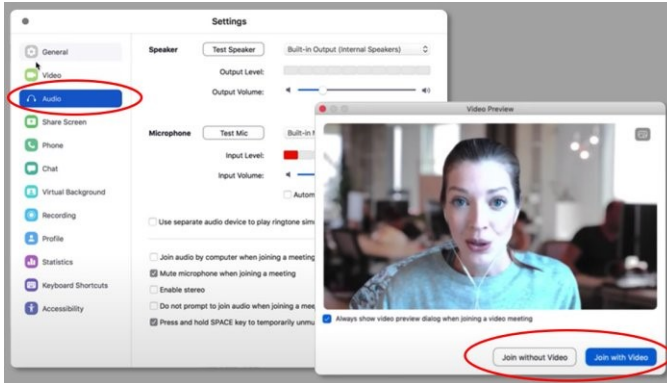 Settings
General
Video
Audio
Share Screen
Phone
Chat
Virtual Background
Recording
Profile
Statistics
Keyboard Shortcuts
Accessibility
Speaker Test Speaker Built-in Output (Internal Speakers)
Output Level:
Output Volume:
Microphone Test Mic
Input Level:
Input Volume:
Use separate audio device to play ringtone
Join audio by computer when joining a meeting
Mute microphone when joining a meeting
Enable stereo
Do not prompt to join audio when joining a
Press and hold SPACE key to temporarily
Video Preview
Always show video preview dialog when joining a video meeting
Join without Video Join with Video